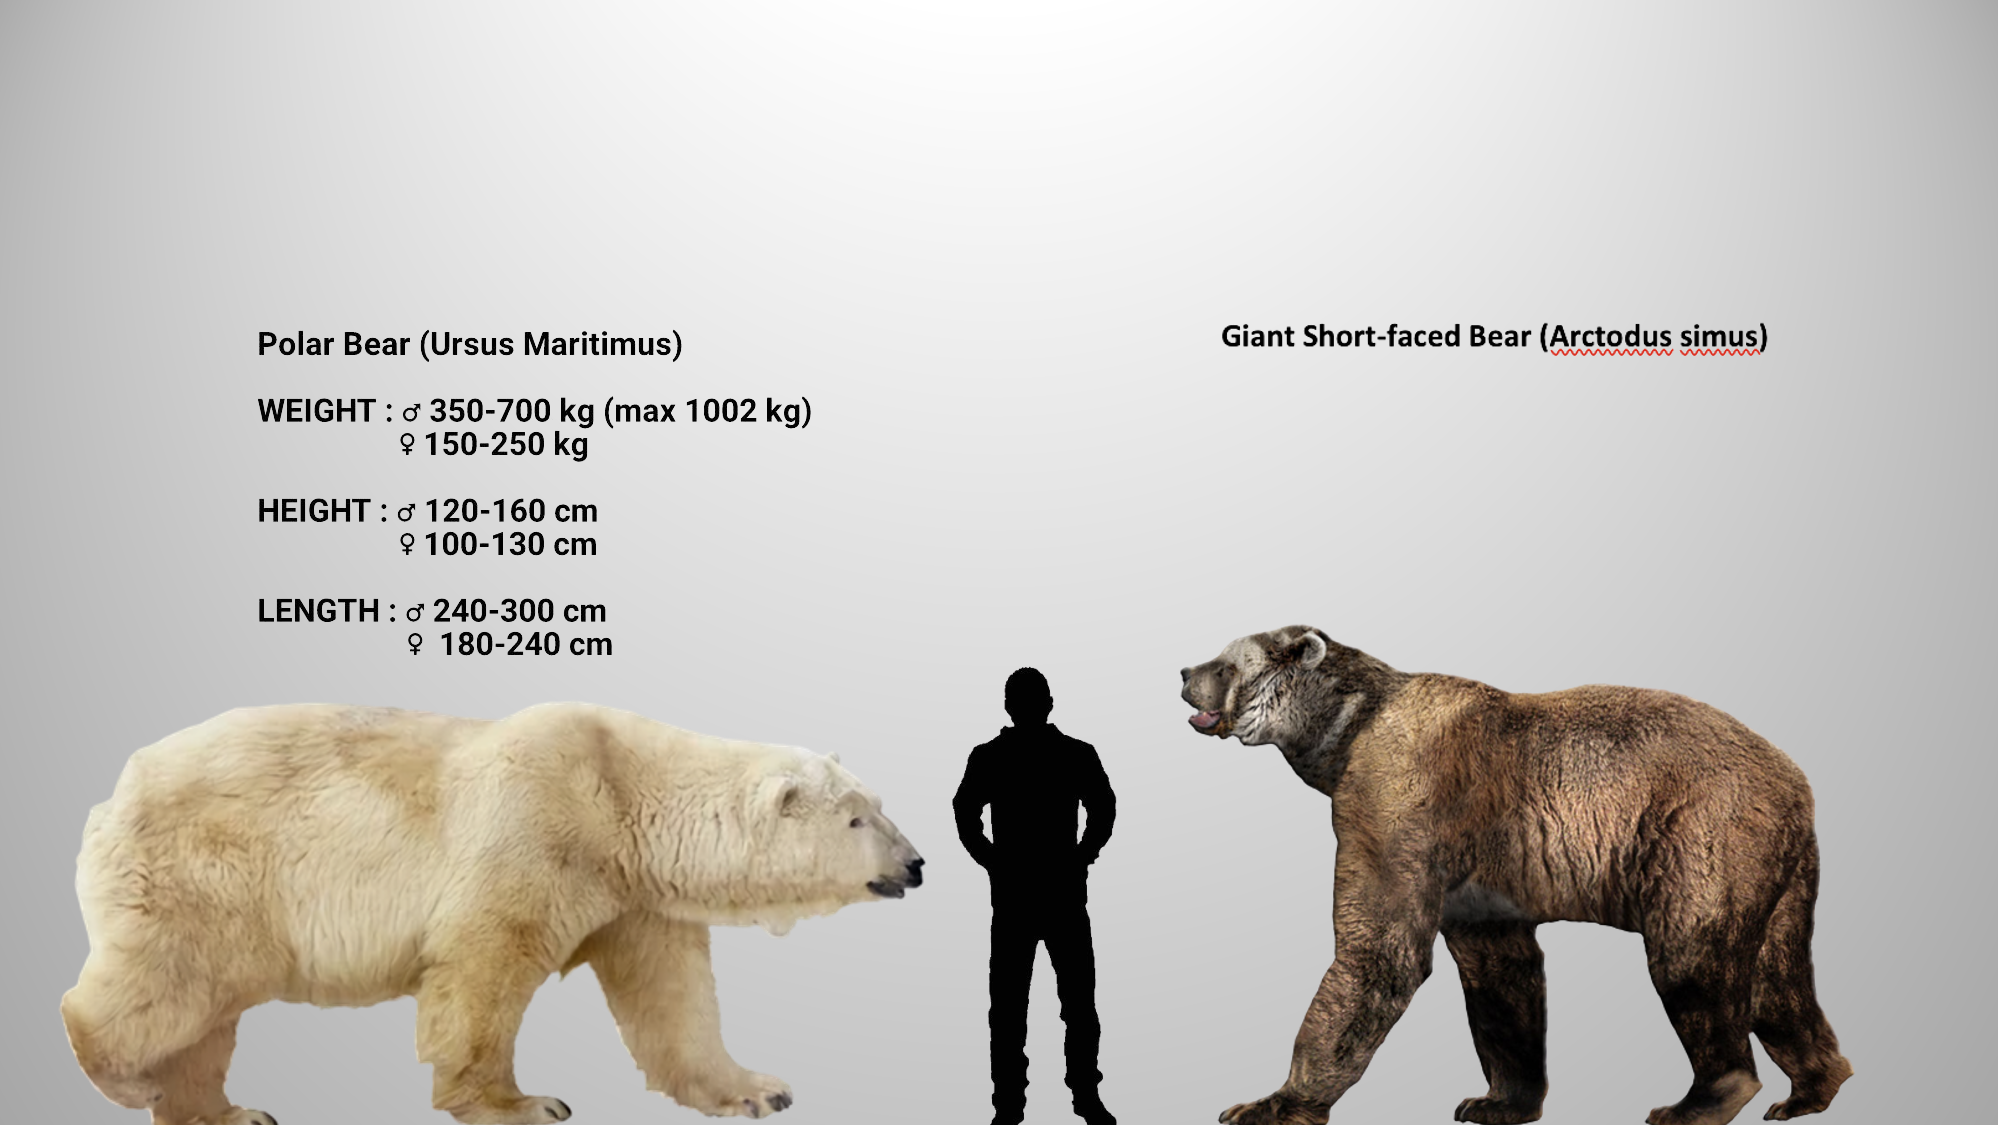 Polar Bear (Ursus Maritimus)
WEIGHT : ♂ 350-700 kg (max 1002 kg)
♀ 150-250 kg
HEIGHT : ♂ 120-160 cm
♀ 100-130 cm
LENGTH : ♂ 240-300 cm
♀ 180-240 cm
Giant Short-faced Bear (Arctodus simus)